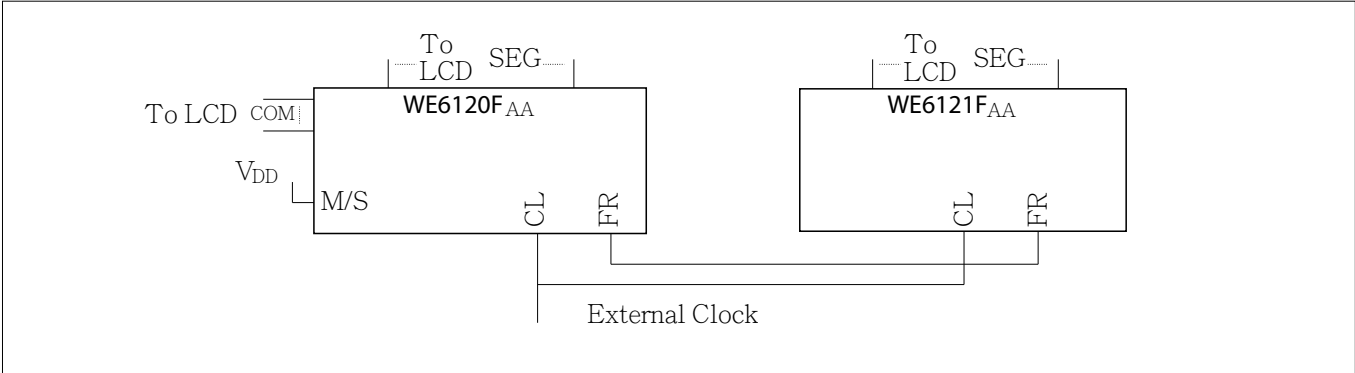 To
LCD SEG
To
LCD SEG
WE6120FAA
WE6121FAA
To LCD COM
VDD
M/S
CL
FR
CL
FR
External Clock